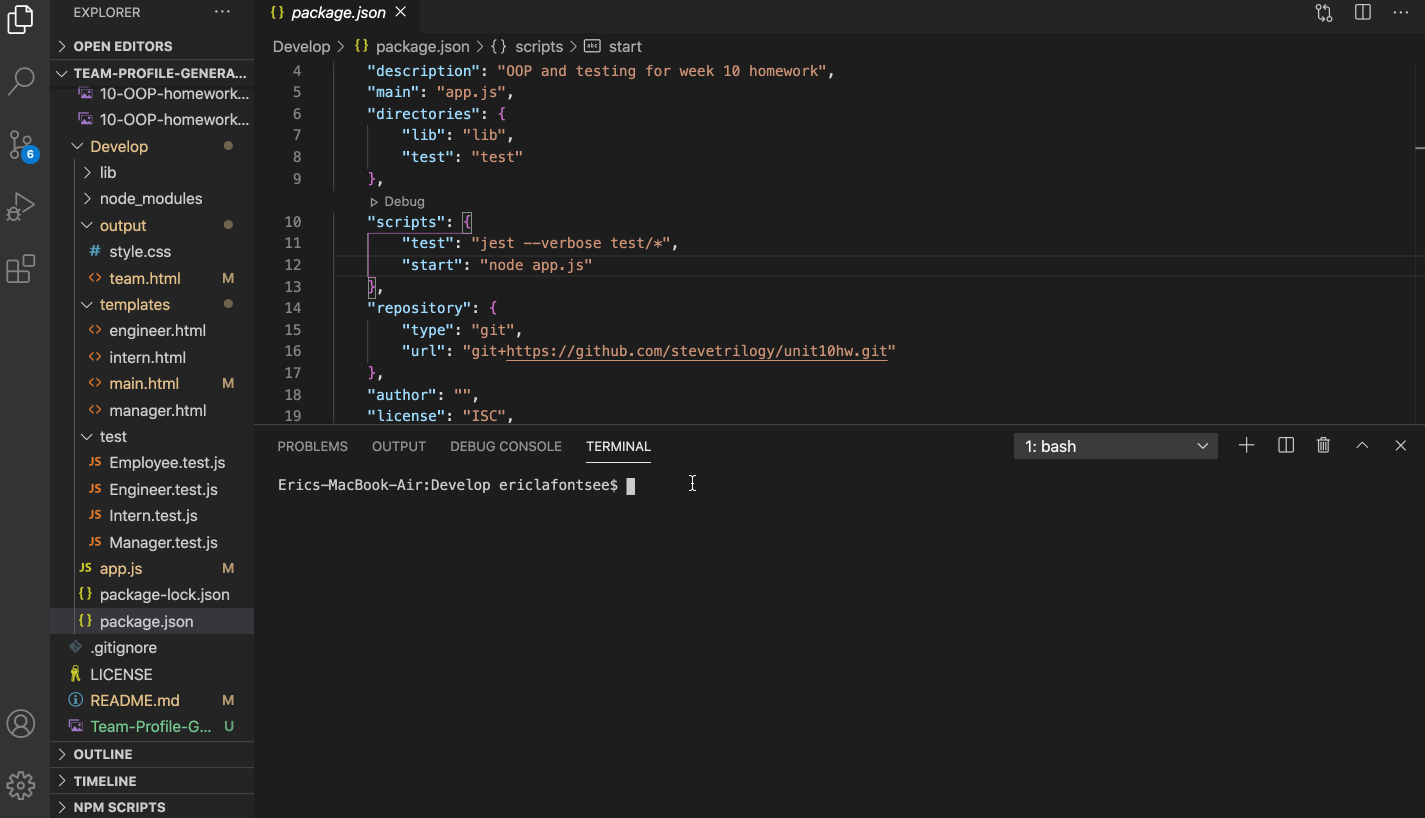 EXPLORER
···
{} package.json ×
OPEN EDITORS
TEAM-PROFILE-GENERA...
10-OOP-homework...
10-OOP-homework...
Develop
lib
node_modules
output
# style.css
<> team.html M
templates
<> engineer.html
<> intern.html
<> main.html M
<> manager.html
test
JS Employee.test.js
JS Engineer.test.js
JS Intern.test.js
JS Manager.test.js
JS app.js M
{} package-lock.json
{} package.json
.gitignore
LICENSE
README.md M
Team-Profile-G... U
OUTLINE
TIMELINE
NPM SCRIPTS
6
Develop > {} package.json > {} scripts > abc start
4 "description": "OOP and testing for week 10 homework",
5 "main": "app.js",
6 "directories": {
7 "lib": "lib",
8 "test": "test"
9 },
Debug
10 "scripts": {
11 "test": "jest --verbose test/*",
12 "start": "node app.js"
13 },
14 "repository": {
15 "type": "git",
16 "url": "git+https://github.com/stevetrilogy/unit10hw.git"
17 },
18 "author": "",
19 "license": "ISC",
PROBLEMS OUTPUT DEBUG CONSOLE TERMINAL 1: bash
Erics-MacBook-Air:Develop ericlafontsee$